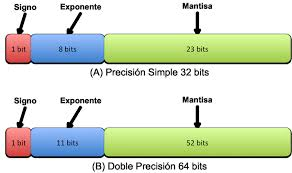 Signo Exponente Mantisa
1 bit 8 bits 23 bits
(A) Precisión Simple 32 bits
Signo Exponente Mantisa
1 bit 11 bits 52 bits
(B) Doble Precisión 64 bits